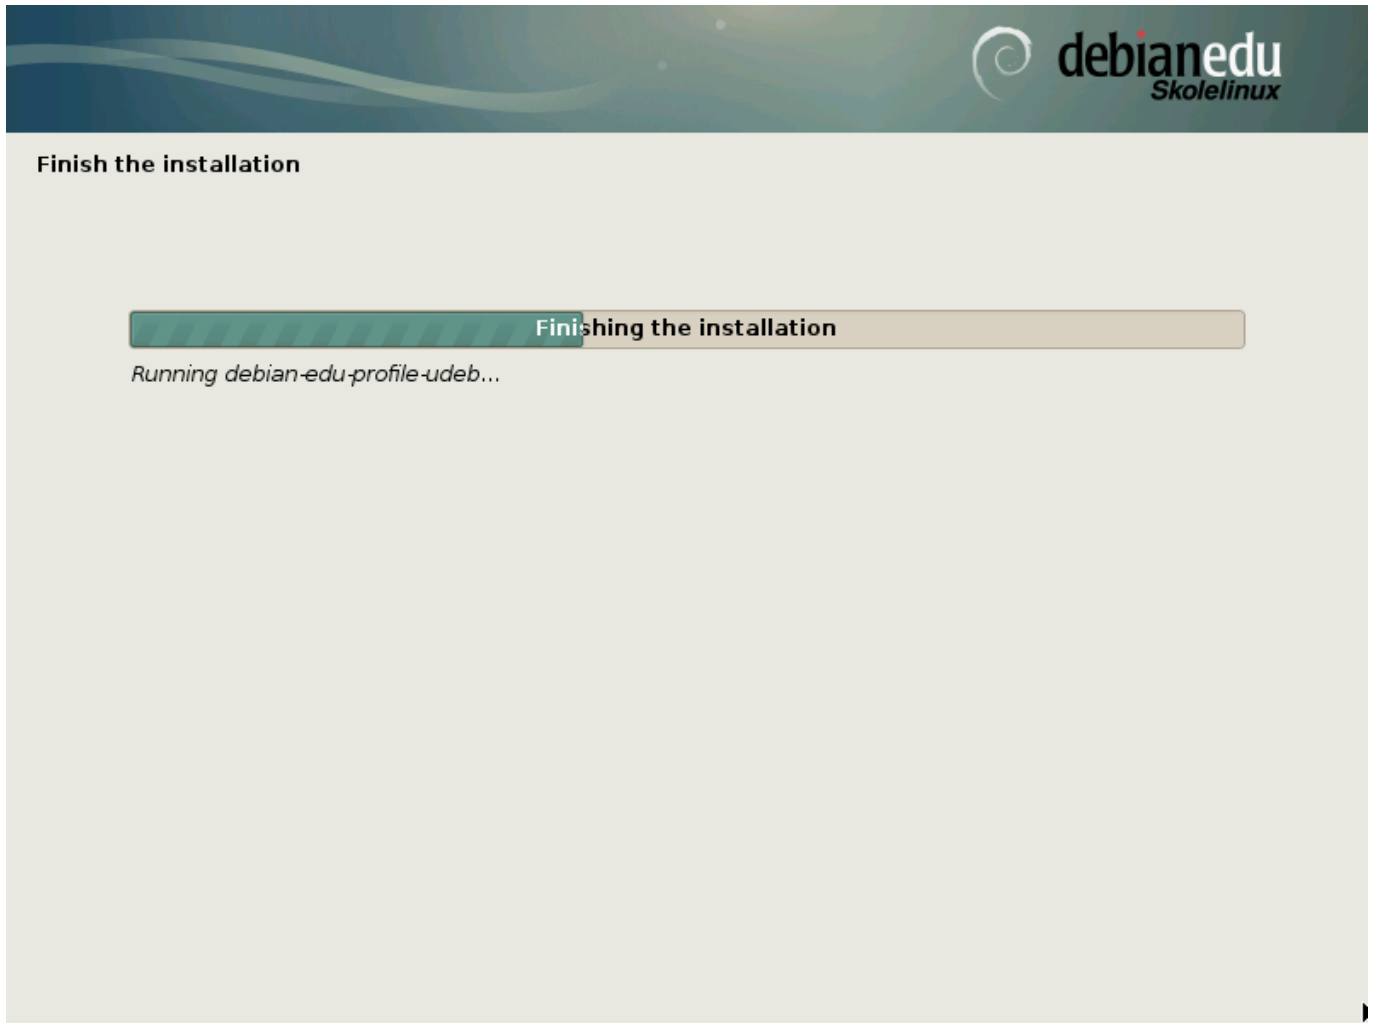 debianedu
Skolelinux
Finish the installation
Finishing the installation
Running debian-edu-profile-udeb...